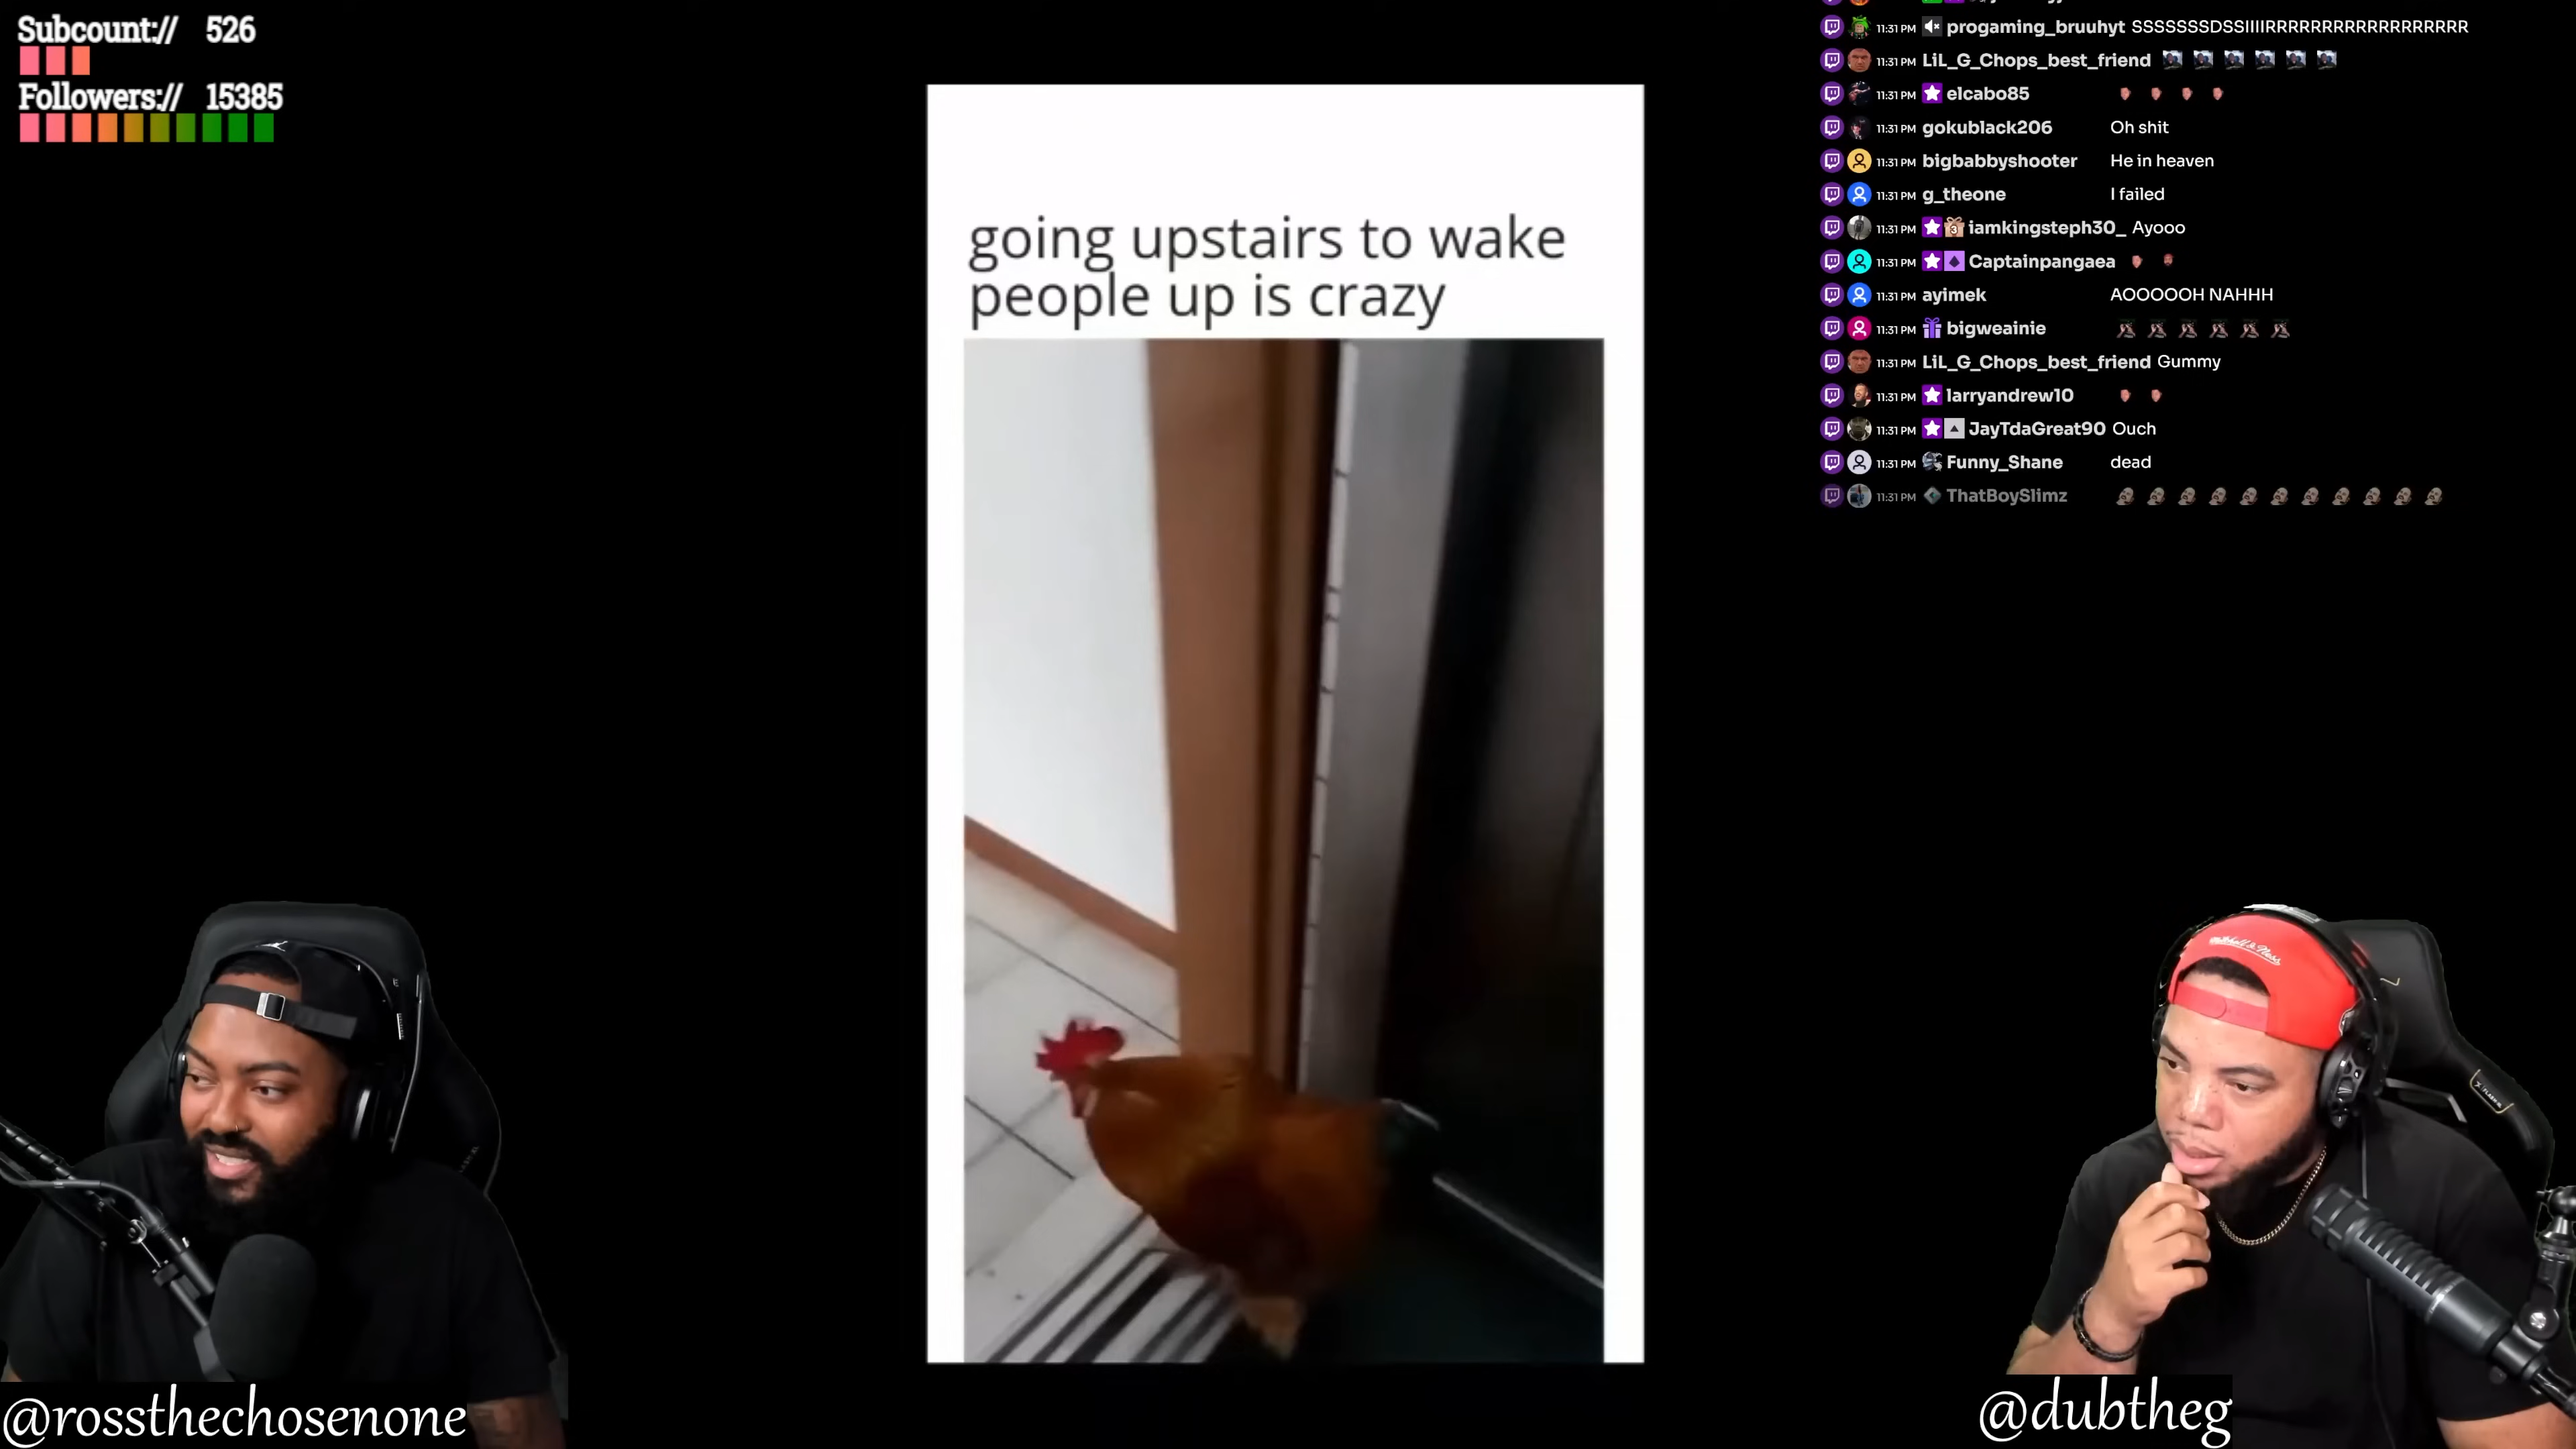 Subcount:// 526
Followers:// 15385
going upstairs to wake
people up is crazy
11:31 PM progaming_bruuhyt SSSSSSSDSSIIIIRRRRRRRRRRRRRRRRRR
11:31 PM LiL_G_Chops_best_friend
11:31 PM elcabo85
11:31 PM gokublack206 Oh shit
11:31 PM bigbabbyshooter He in heaven
11:31 PM g_theone I failed
11:31 PM 3 iamkingsteph30_ Ayooo
11:31 PM Captainpangaea
11:31 PM ayimek AOOOOOH NAHHH
11:31 PM bigweainie
11:31 PM LiL_G_Chops_best_friend Gummy
11:31 PM larryandrew10
11:31 PM JayTdaGreat90 Ouch
11:31 PM Funny_Shane dead
11:31 PM ThatBoySlimz
Mitchell & Ness
@rossthechosenone
@dubtheg